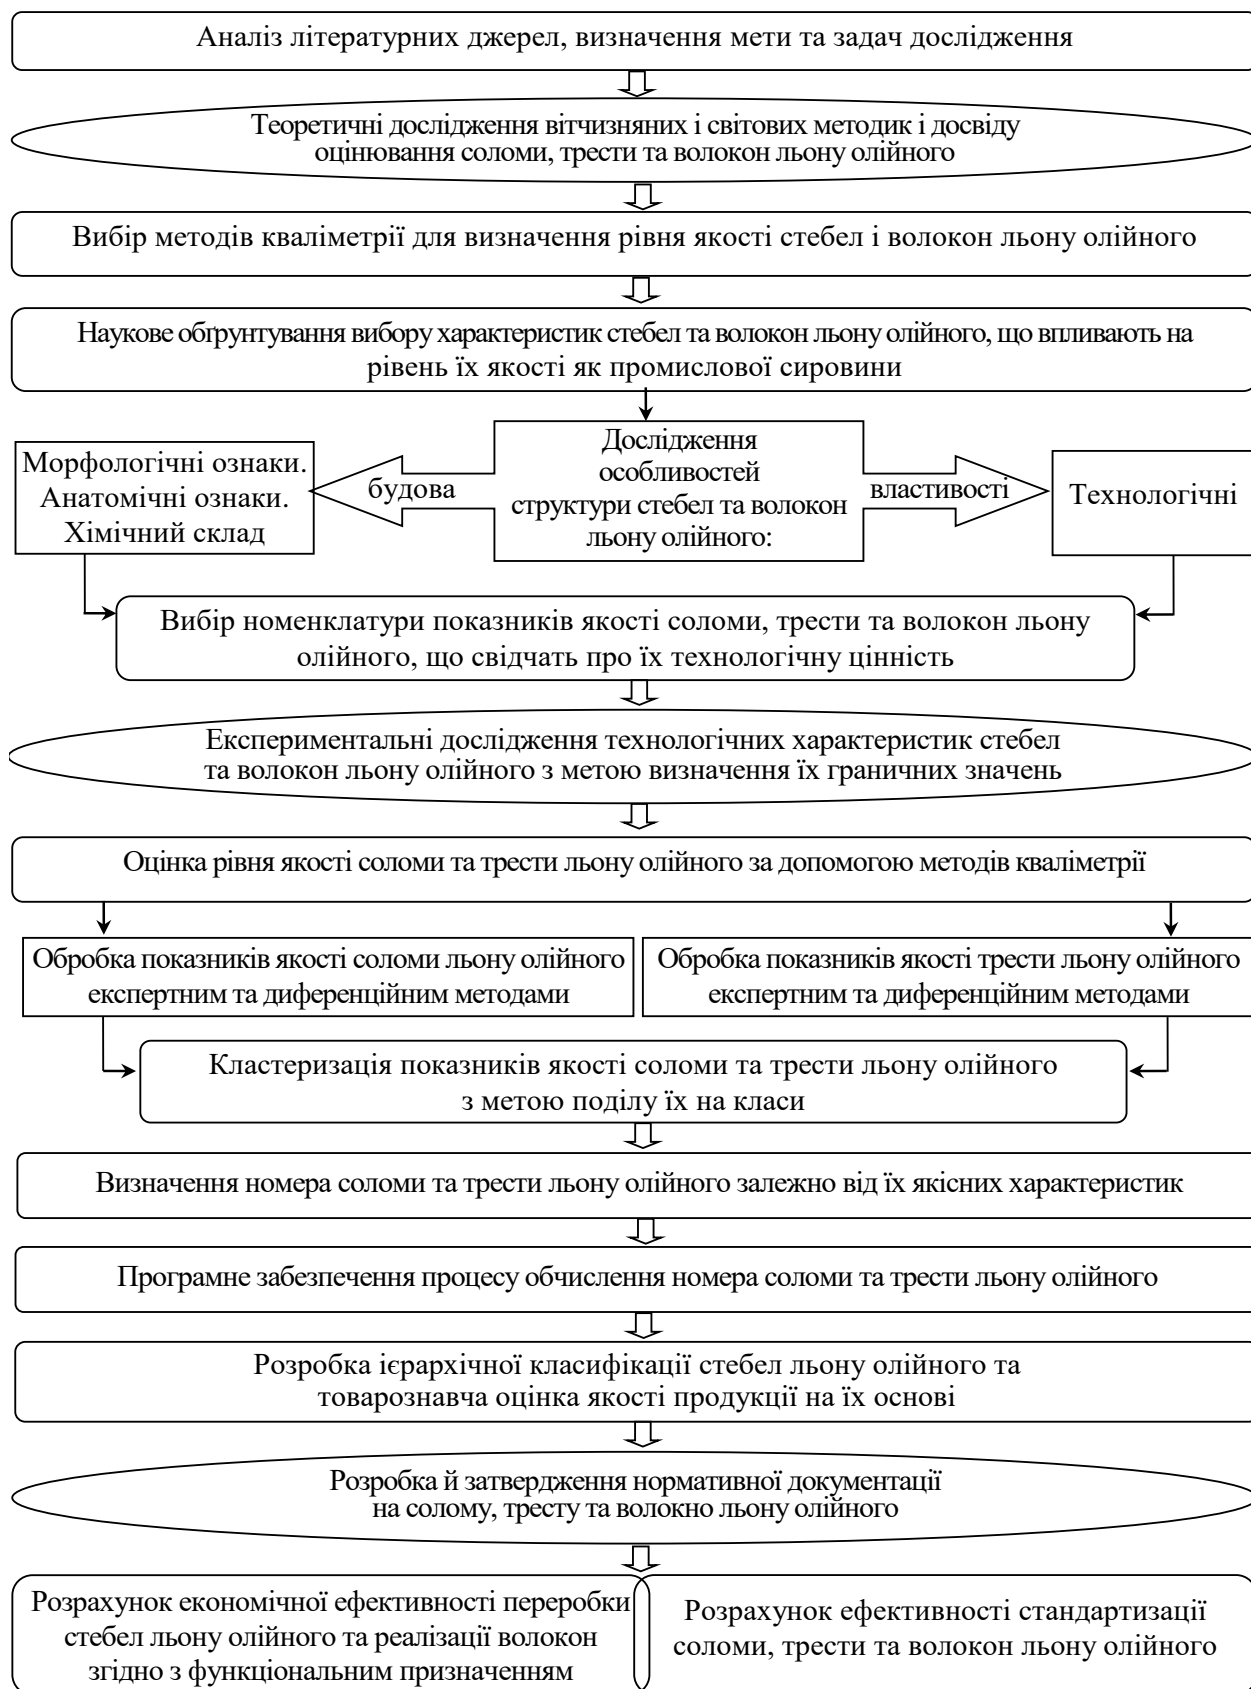 Аналіз літературних джерел, визначення мети та задач дослідження
Теоретичні дослідження вітчизняних і світових методик і досвіду
оцінювання соломи, трести та волокон льону олійного
Вибір методів кваліметрії для визначення рівня якості стебел і волокон льону олійного
Наукове обґрунтування вибору характеристик стебел та волокон льону олійного, що впливають на
рівень їх якості як промислової сировини
Морфологічні ознаки.
Анатомічні ознаки.
Хімічний склад
будова
Дослідження
особливостей
структури стебел та волокон
льону олійного:
властивості
Технологічні
Вибір номенклатури показників якості соломи, трести та волокон льону
олійного, що свідчать про їх технологічну цінність
Експериментальні дослідження технологічних характеристик стебел
та волокон льону олійного з метою визначення їх граничних значень
Оцінка рівня якості соломи та трести льону олійного за допомогою методів кваліметрії
Обробка показників якості соломи льону олійного
експертним та диференційним методами
Обробка показників якості трести льону олійного
експертним та диференційним методами
Кластеризація показників якості соломи та трести льону олійного
з метою поділу їх на класи
Визначення номера соломи та трести льону олійного залежно від їх якісних характеристик
Програмне забезпечення процесу обчислення номера соломи та трести льону олійного
Розробка ієрархічної класифікації стебел льону олійного та
товарознавча оцінка якості продукції на їх основі
Розробка й затвердження нормативної документації
на солому, тресту та волокно льону олійного
Розрахунок економічної ефективності переробки
стебел льону олійного та реалізації волокон
згідно з функціональним призначенням
Розрахунок ефективності стандартизації
соломи, трести та волокон льону олійного